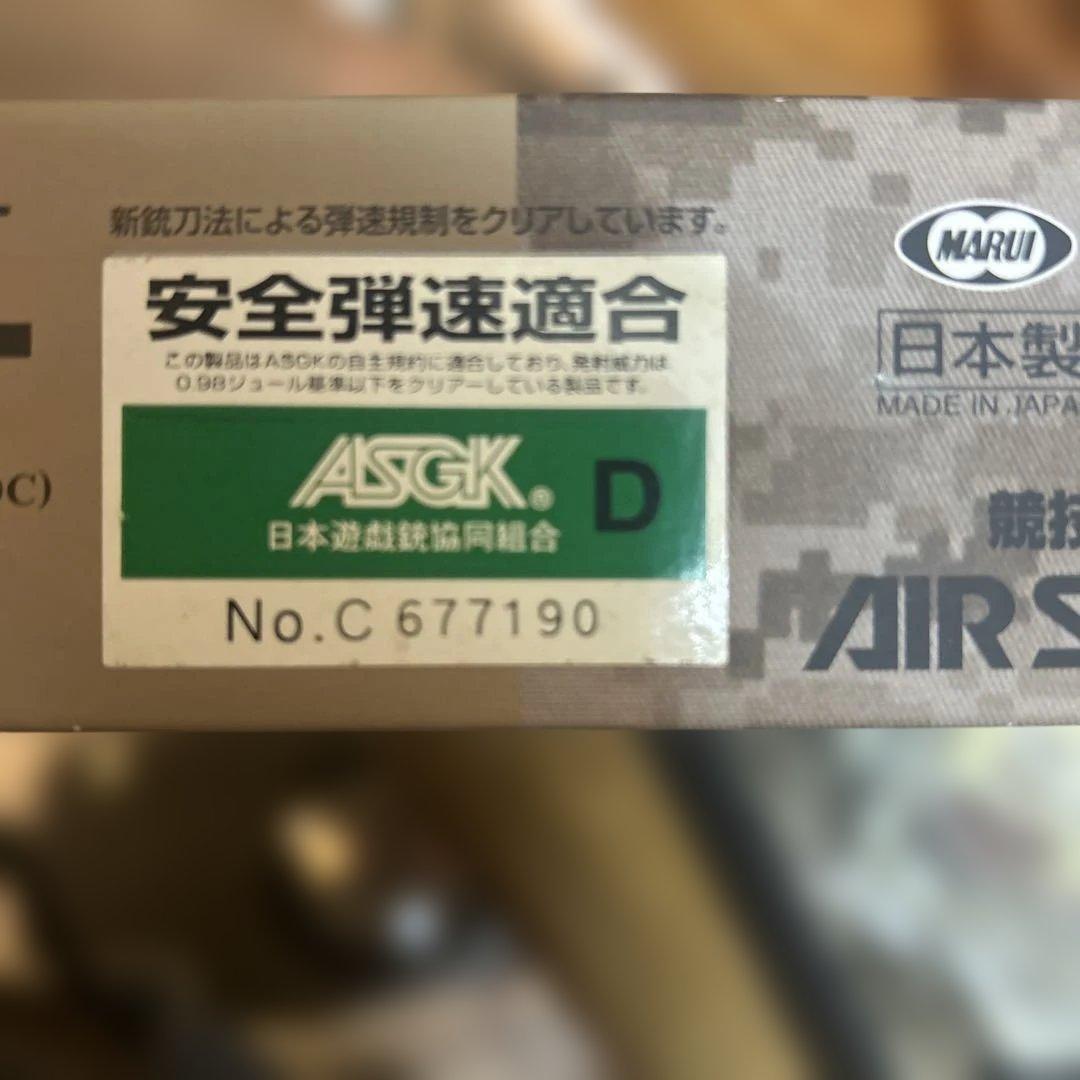 新銃刀法による弾速規制をクリアしています。
安全弾速適合
この製品はASGKの自主規約に適合しており、発射威力は
0.98ジュール基準以下をクリアーしている製品です。
ASGK®
日本遊戯銃協同組合
D
No.C 677190
MARUI
日本製
MADE IN JAPA
競技
AIR S
C)